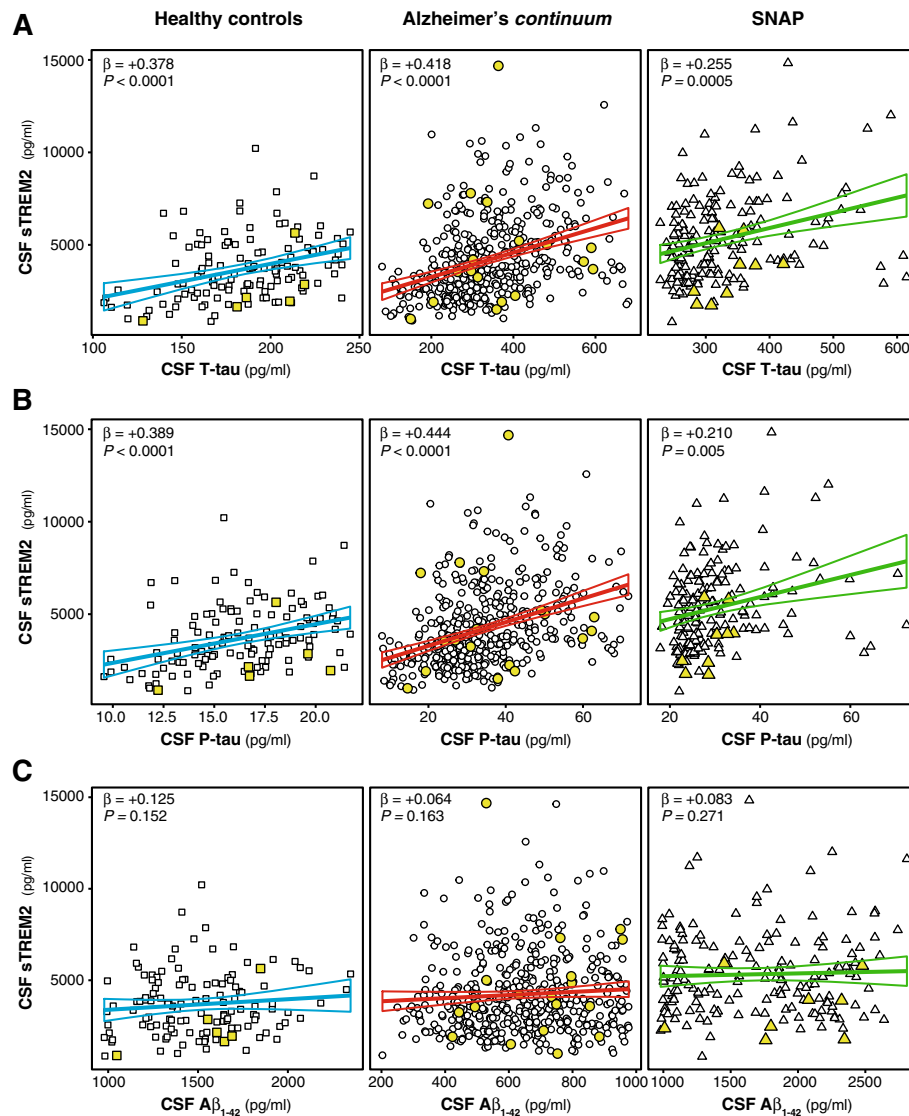 Healthy controls
Alzheimer's continuum
SNAP
A
CSF sTREM2 (pg/ml)
15000
10000
5000
β = +0.378
P < 0.0001
β = +0.418
P < 0.0001
β = +0.255
P = 0.0005
100 150 200 250
200 400 600
300 400 500 600
CSF T-tau (pg/ml)
CSF T-tau (pg/ml)
CSF T-tau (pg/ml)
B
CSF sTREM2 (pg/ml)
15000
10000
5000
β = +0.389
P < 0.0001
β = +0.444
P < 0.0001
β = +0.210
P = 0.005
10.0 12.5 15.0 17.5 20.0
20 40 60
20 40 60
CSF P-tau (pg/ml)
CSF P-tau (pg/ml)
CSF P-tau (pg/ml)
C
CSF sTREM2 (pg/ml)
15000
10000
5000
β = +0.125
P = 0.152
β = +0.064
P = 0.163
β = +0.083
P = 0.271
1000 1500 2000
200 400 600 800 1000
1000 1500 2000 2500
CSF Aβ1-42 (pg/ml)
CSF Aβ1-42 (pg/ml)
CSF Aβ1-42 (pg/ml)